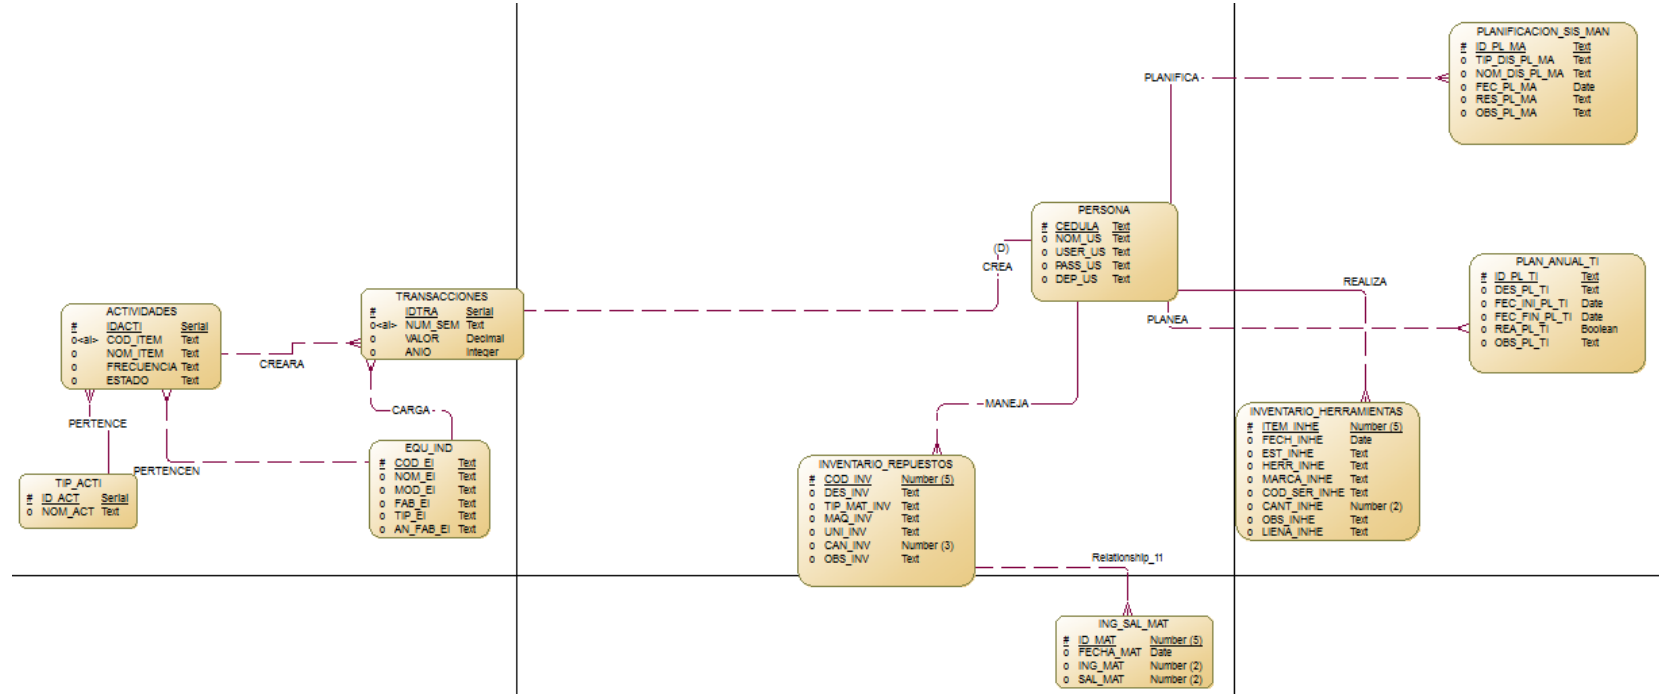 PLANIFICACION_SIS_MAN
# ID_PL_MA Text
o TIP_DIS_PL_MA Text
o NOM_DIS_PL_MA Text
o FEC_PL_MA Date
o RES_PL_MA Text
o OBS_PL_MA Text
PLANIFICA
PERSONA
# CEDULA Text
o NOM_US Text
o USER_US Text
o PASS_US Text
o DEP_US Text
(D)
CREA
PLAN_ANUAL_TI
# ID_PL_TI Text
o DES_PL_TI Text
o FEC_INI_PL_TI Date
o FEC_FIN_PL_TI Date
o REA_PL_TI Boolean
o OBS_PL_TI Text
REALIZA
PLANEA
TRANSACCIONES
# IDTRA Serial
o<ai> NUM_SEM Text
o VALOR Decimal
o ANIO Integer
ACTIVIDADES
# IDACTI Serial
o<ai> COD_ITEM Text
o NOM_ITEM Text
o FRECUENCIA Text
o ESTADO Text
CREARA
CARGA
MANEJA
PERTENCE
PERTENCEN
INVENTARIO_HERRAMIENTAS
# ITEM_INHE Number (5)
o FECH_INHE Date
o EST_INHE Text
o HERR_INHE Text
o MARCA_INHE Text
o COD_SER_INHE Text
o CANT_INHE Number (2)
o OBS_INHE Text
o LIENA_INHE Text
EQU_IND
# COD_EI Text
o NOM_EI Text
o MOD_EI Text
o FAB_EI Text
o TIP_EI Text
o AN_FAB_EI Text
INVENTARIO_REPUESTOS
# COD_INV Number (5)
o DES_INV Text
o TIP_MAT_INV Text
o MAQ_INV Text
o UNI_INV Text
o CAN_INV Number (3)
o OBS_INV Text
TIP_ACTI
# ID_ACT Serial
o NOM_ACT Text
Relationship_11
ING_SAL_MAT
# ID_MAT Number (5)
o FECHA_MAT Date
o ING_MAT Number (2)
o SAL_MAT Number (2)